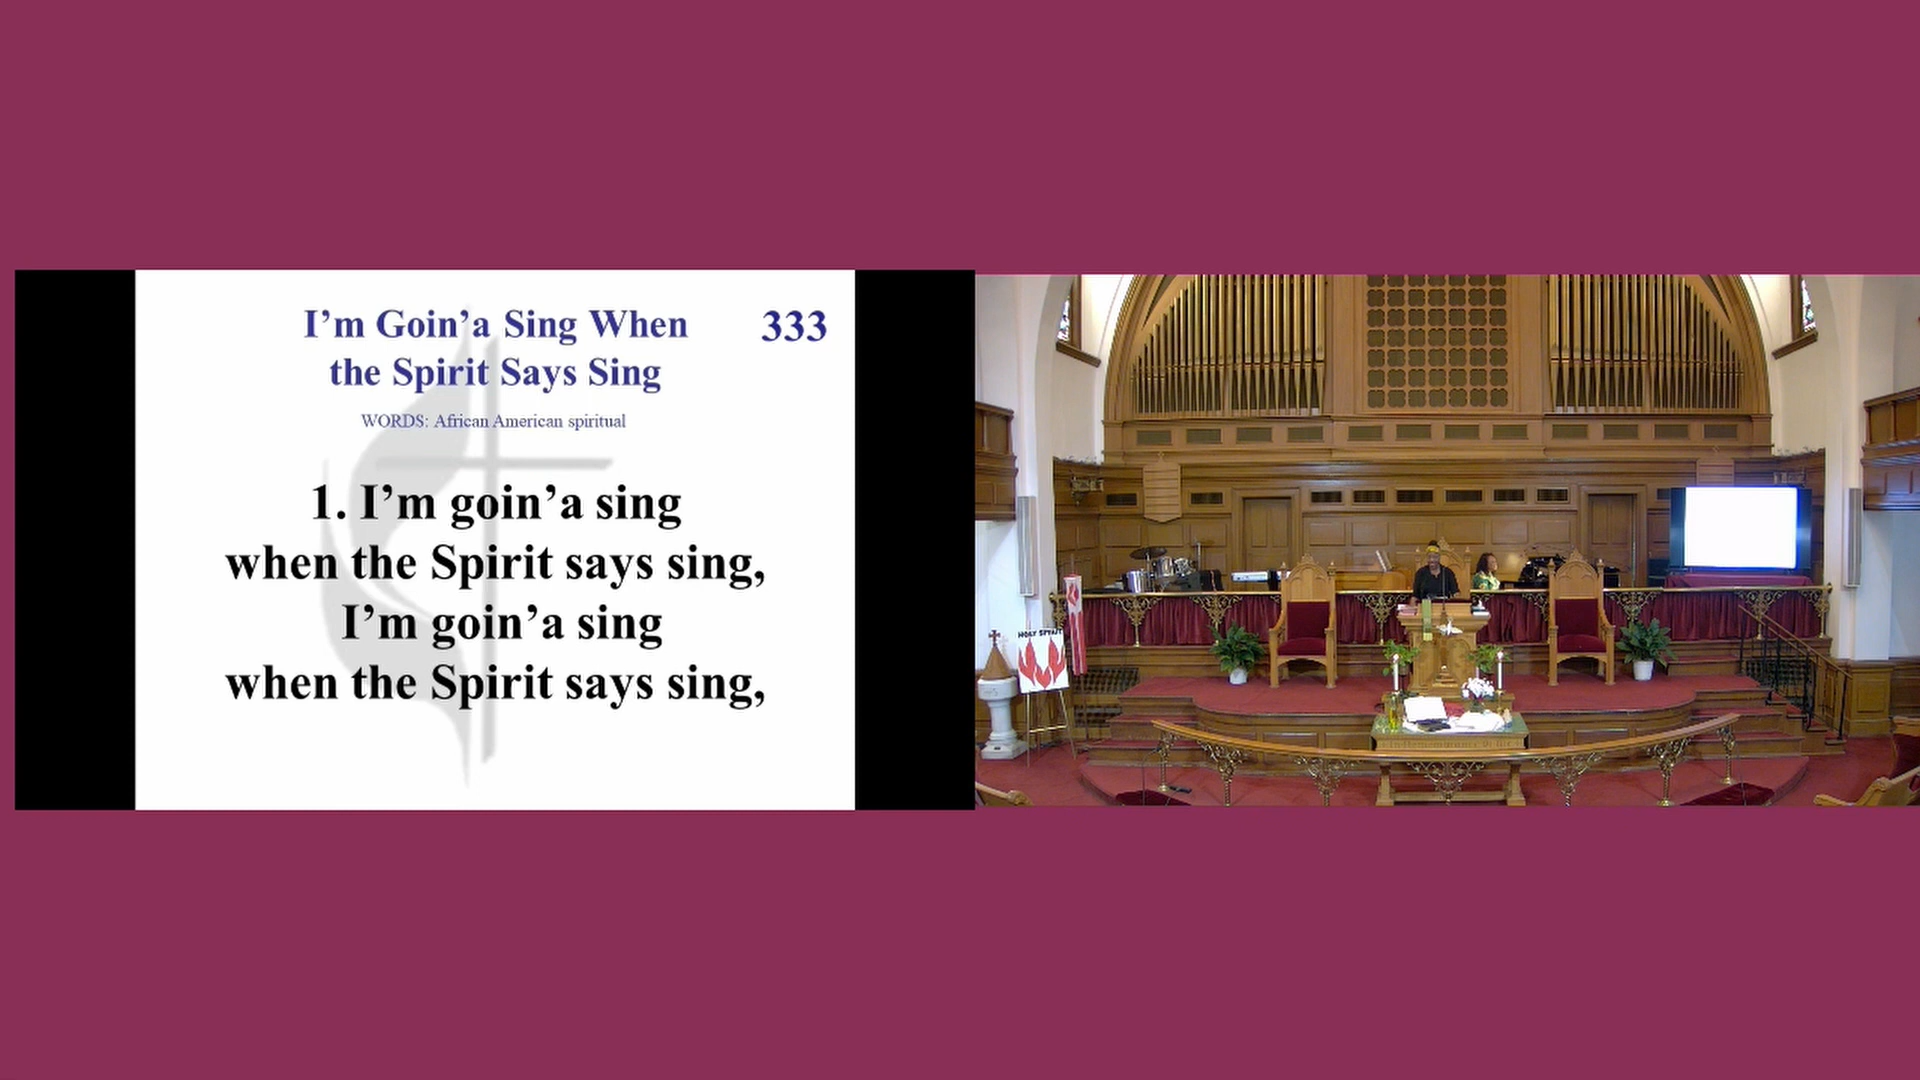 I’m Goin’a Sing When
the Spirit Says Sing
333
WORDS: African American spiritual
1. I’m goin’a sing
when the Spirit says sing,
I’m goin’a sing
when the Spirit says sing,
HOLY SPIRIT